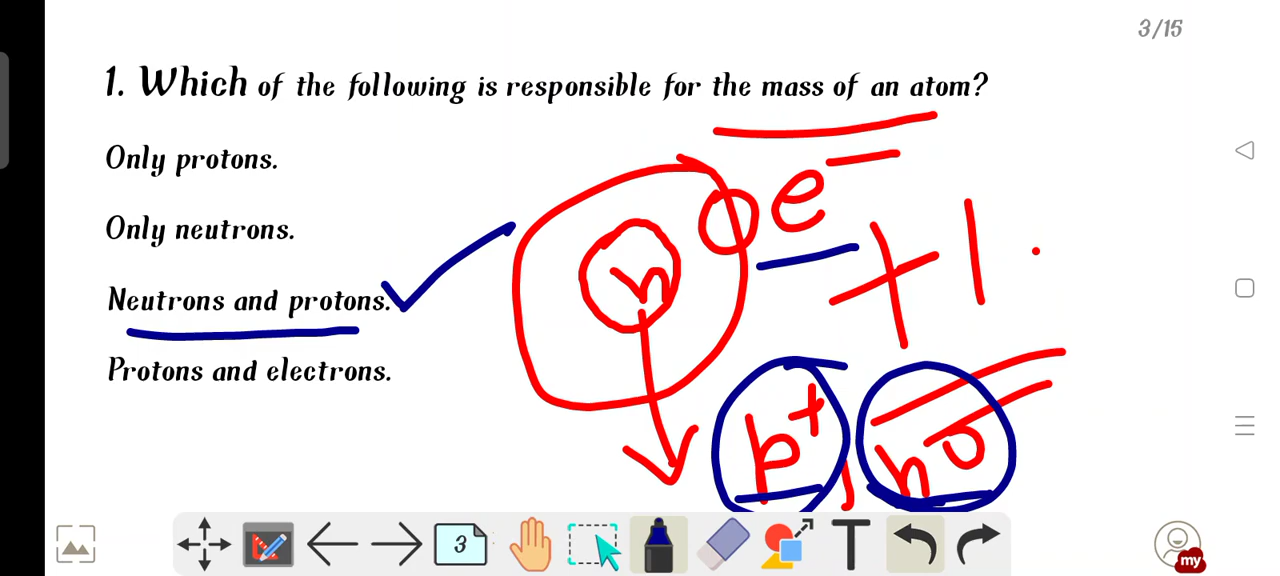 3/15
1. Which of the following is responsible for the mass of an atom?
Only protons.
Only neutrons.
Neutrons and protons.
Protons and electrons.
e
n
+1
p+, n0
3
T
my